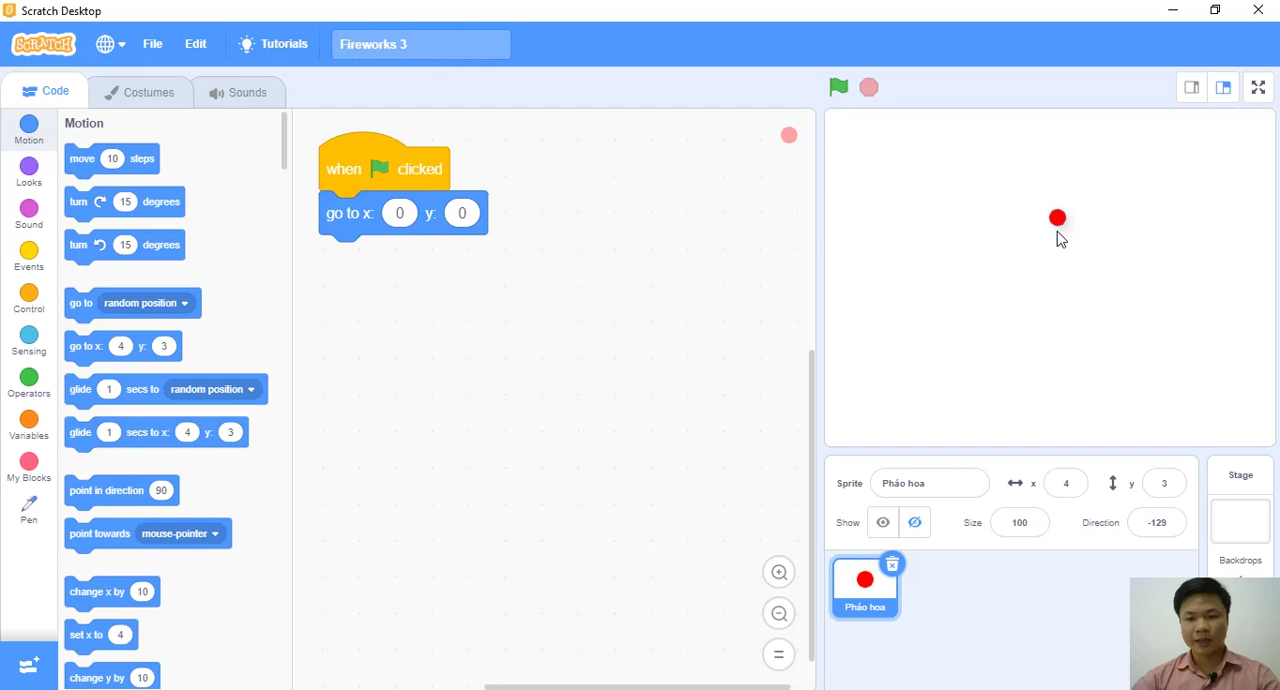 Scratch Desktop
SCRATCH File Edit Tutorials Fireworks 3
Code Costumes Sounds
Motion
Looks
Sound
Events
Control
Sensing
Operators
Variables
My Blocks
Pen
Motion
move 10 steps
turn 15 degrees
turn 15 degrees
go to random position
go to x: 4 y: 3
glide 1 secs to random position
glide 1 secs to x: 4 y: 3
point in direction 90
point towards mouse-pointer
change x by 10
set x to 4
change y by 10
when clicked
go to x: 0 y: 0
Sprite Pháo hoa x 4 y 3
Show Size 100 Direction -129
Pháo hoa
Stage
Backdrops